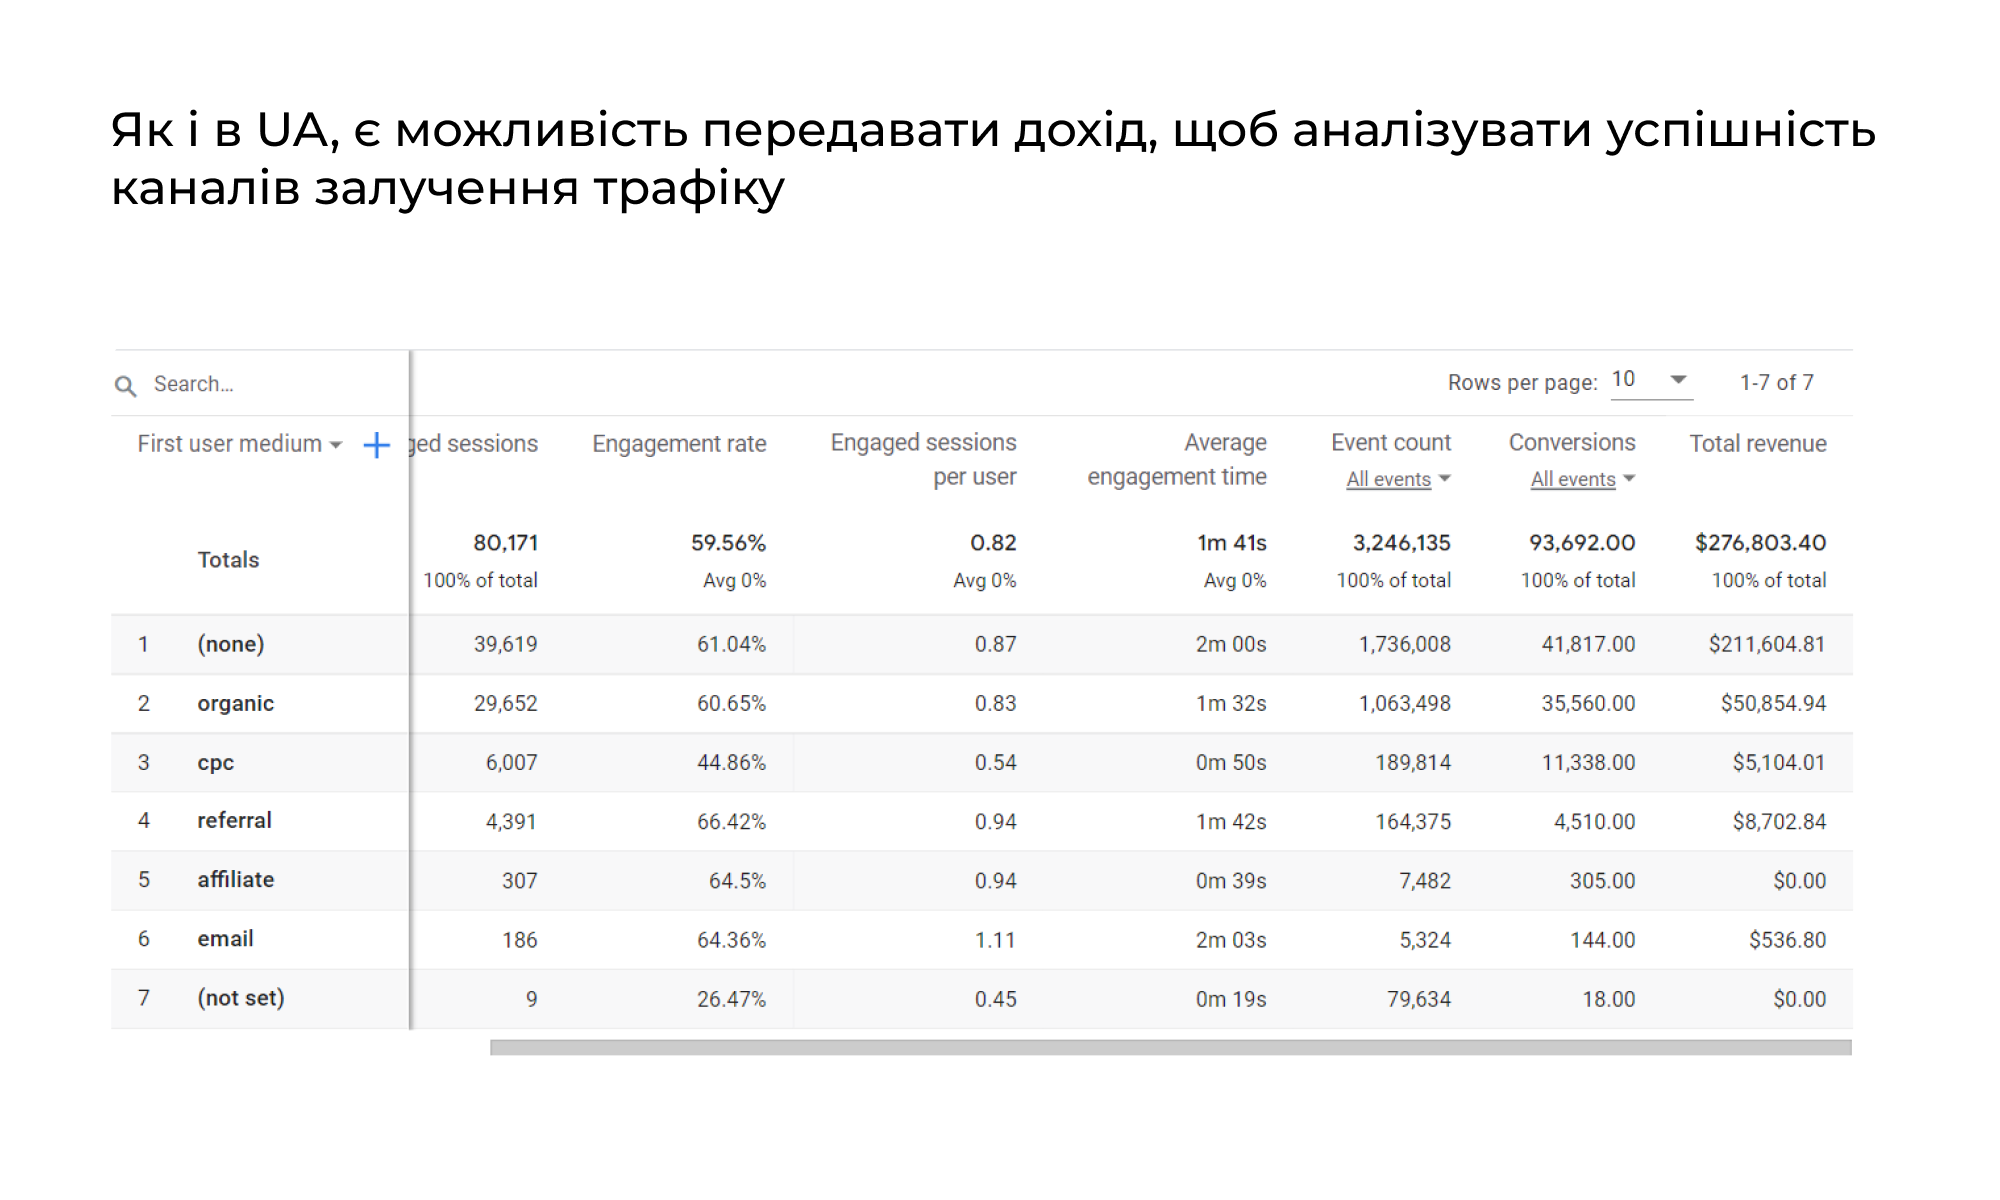 Як і в UA, є можливість передавати дохід, щоб аналізувати успішність
каналів залучення трафіку
Search...
Rows per page: 10 1-7 of 7
First user medium ged sessions Engagement rate Engaged sessions per user Average engagement time Event count All events Conversions All events Total revenue
Totals 80,171 59.56% 0.82 1m 41s 3,246,135 93,692.00 $276,803.40
100% of total Avg 0% Avg 0% Avg 0% 100% of total 100% of total 100% of total
1 (none) 39,619 61.04% 0.87 2m 00s 1,736,008 41,817.00 $211,604.81
2 organic 29,652 60.65% 0.83 1m 32s 1,063,498 35,560.00 $50,854.94
3 cpc 6,007 44.86% 0.54 0m 50s 189,814 11,338.00 $5,104.01
4 referral 4,391 66.42% 0.94 1m 42s 164,375 4,510.00 $8,702.84
5 affiliate 307 64.5% 0.94 0m 39s 7,482 305.00 $0.00
6 email 186 64.36% 1.11 2m 03s 5,324 144.00 $536.80
7 (not set) 9 26.47% 0.45 0m 19s 79,634 18.00 $0.00